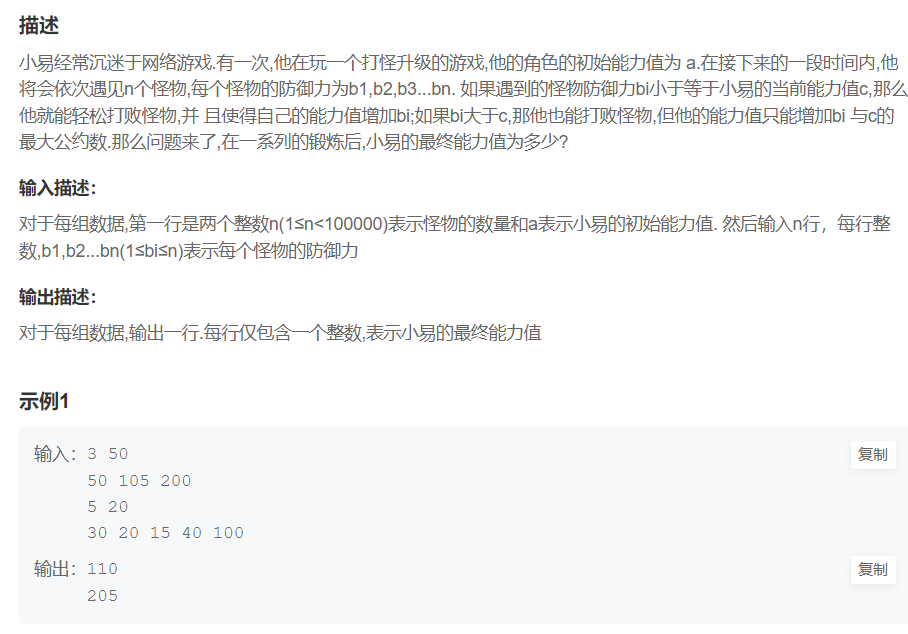 描述
小易经常沉迷于网络游戏.有一次,他在玩一个打怪升级的游戏,他的角色的初始能力值为 a.在接下来的一段时间内,他
将会依次遇见n个怪物,每个怪物的防御力为b1,b2,b3...bn. 如果遇到的怪物防御力bi小于等于小易的当前能力值c,那么
他就能轻松打败怪物,并 且使得自己的能力值增加bi;如果bi大于c,那他也能打败怪物,但他的能力值只能增加bi 与c的
最大公约数.那么问题来了,在一系列的锻炼后,小易的最终能力值为多少?
输入描述：
对于每组数据,第一行是两个整数n(1≤n<100000)表示怪物的数量和a表示小易的初始能力值. 然后输入n行，每行整
数,b1,b2...bn(1≤bi≤n)表示每个怪物的防御力
输出描述：
对于每组数据,输出一行.每行仅包含一个整数,表示小易的最终能力值
示例1
输入：3 50 复制
50 105 200
5 20
30 20 15 40 100
输出：110 复制
205